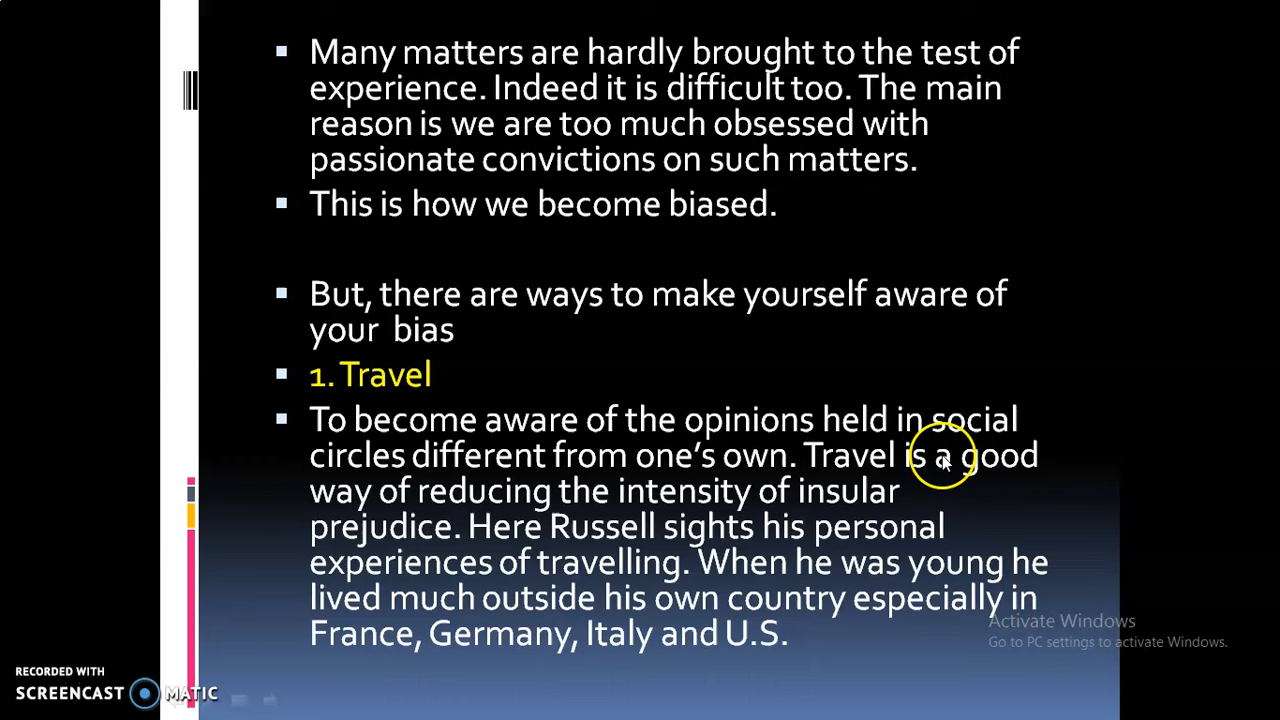 Many matters are hardly brought to the test of
experience. Indeed it is difficult too. The main
reason is we are too much obsessed with
passionate convictions on such matters.
This is how we become biased.
But, there are ways to make yourself aware of
your bias
1. Travel
To become aware of the opinions held in social
circles different from one's own. Travel is a good
way of reducing the intensity of insular
prejudice. Here Russell sights his personal
experiences of travelling. When he was young he
lived much outside his own country especially in
France, Germany, Italy and U.S.
Activate Windows
Go to PC settings to activate Windows.
RECORDED WITH
SCREENCAST MATIC